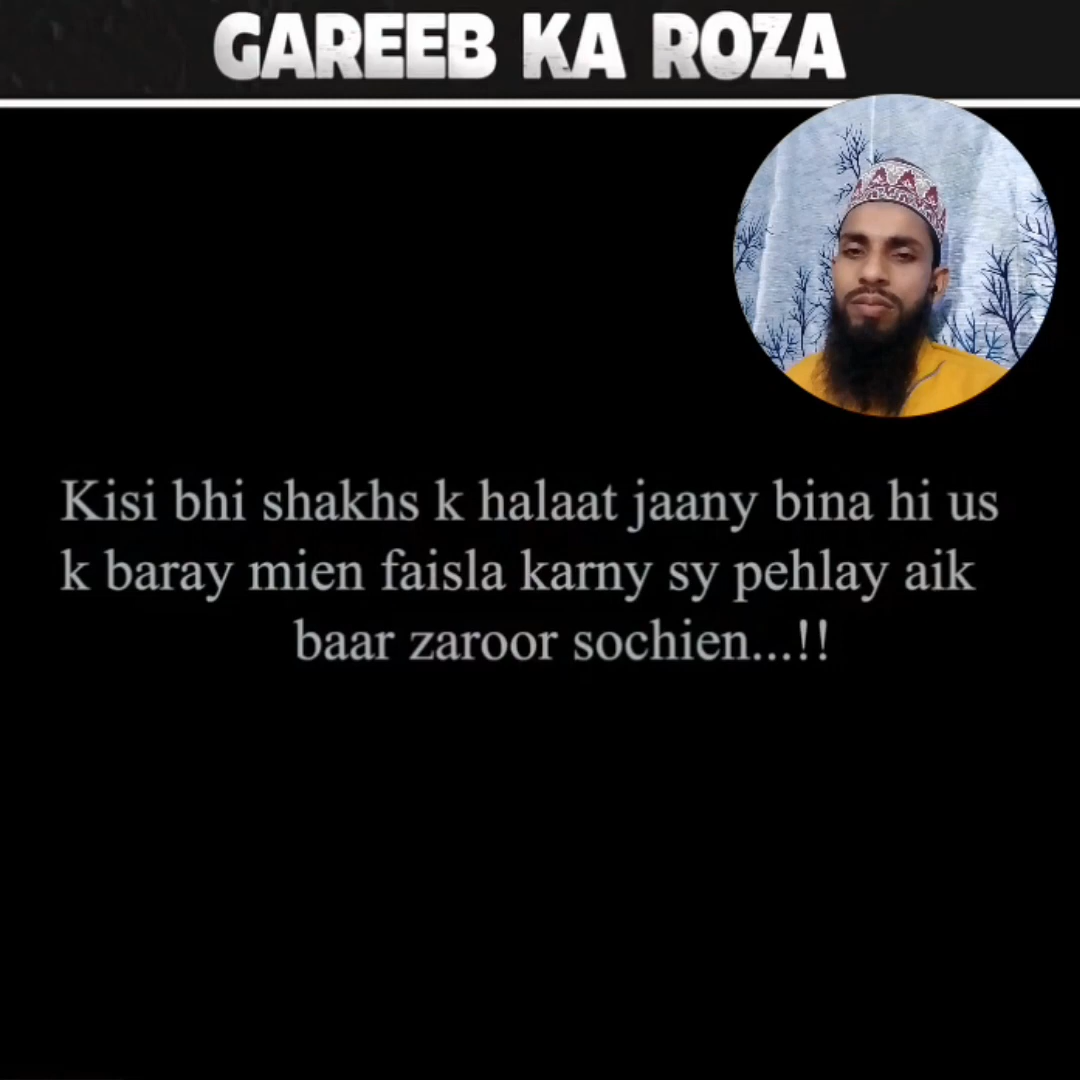 GAREEB KA ROZA
Kisi bhi shakhs k halaat jaany bina hi us
k baray mien faisla karny sy pehlay aik
baar zaroor sochien...!!